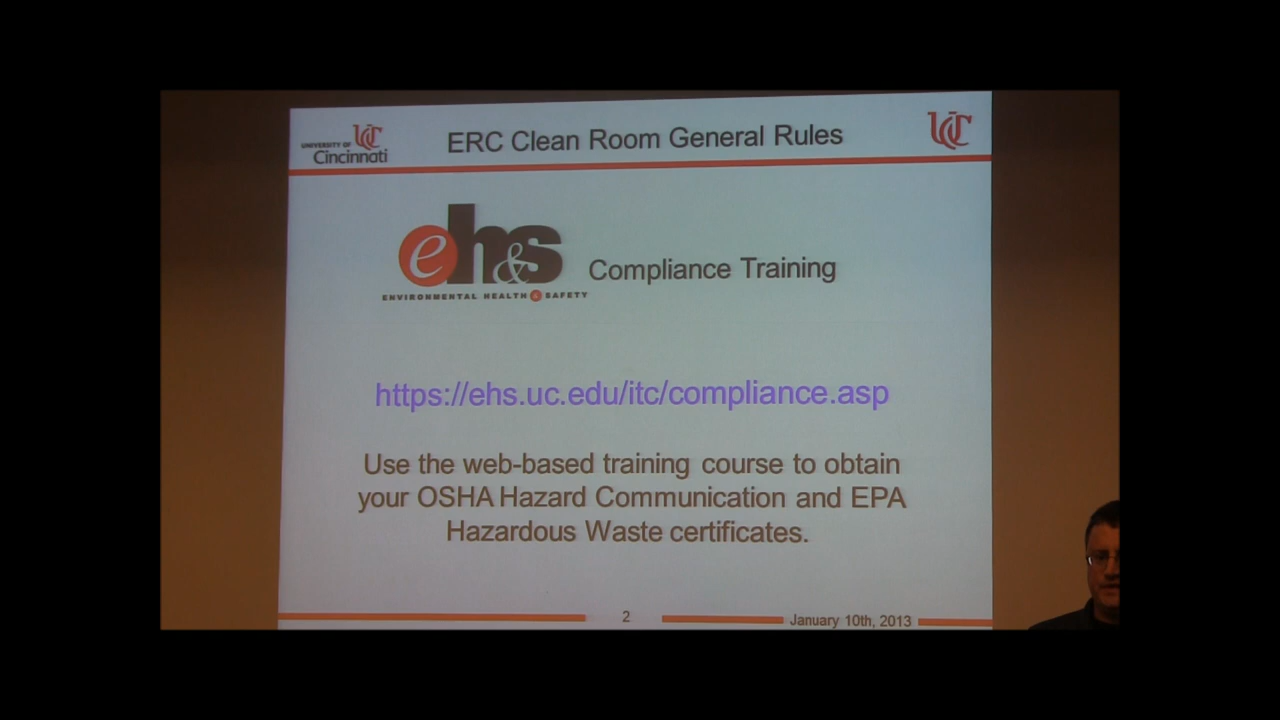 UNIVERSITY OF
UC
Cincinnati
ERC Clean Room General Rules
UC
eh&s
ENVIRONMENTAL HEALTH & SAFETY
Compliance Training
https://ehs.uc.edu/itc/compliance.asp
Use the web-based training course to obtain
your OSHA Hazard Communication and EPA
Hazardous Waste certificates.
2
January 10th, 2013